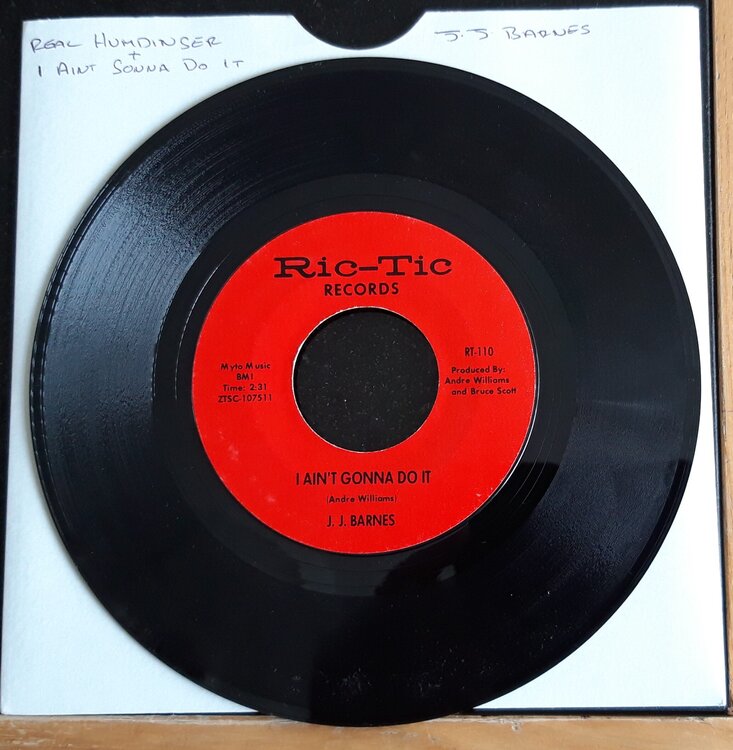 REAL HUMDINGER
+
I AINT GONNA DO IT
J.J BARNES
Ric-Tic
RECORDS
Myto Music
BMI
Time: 2:31
ZTSC-107511
RT-110
Produced By:
Andre Williams
and Bruce Scott
I AIN'T GONNA DO IT
(Andre Williams)
J. J. BARNES